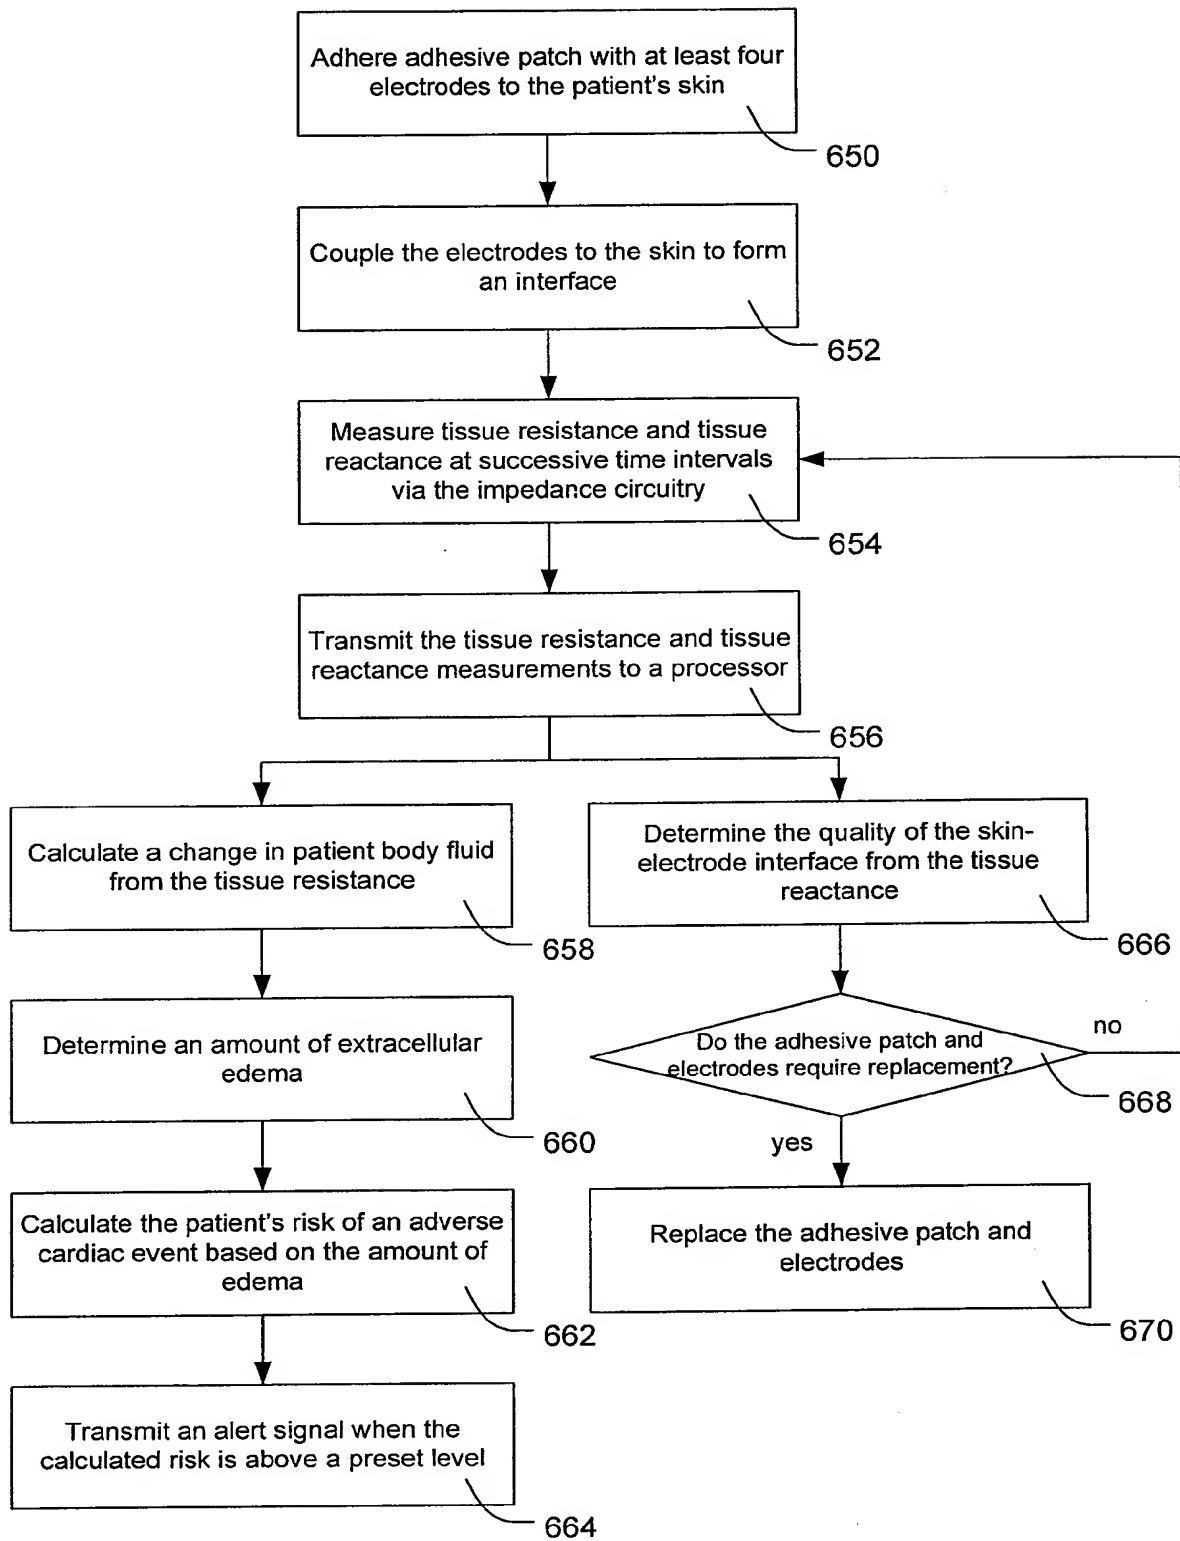 Adhere adhesive patch with at least four
electrodes to the patient's skin
650
Couple the electrodes to the skin to form
an interface
652
Measure tissue resistance and tissue
reactance at successive time intervals
via the impedance circuitry
654
Transmit the tissue resistance and tissue
reactance measurements to a processor
656
Calculate a change in patient body fluid
from the tissue resistance
658
Determine an amount of extracellular
edema
660
Calculate the patient's risk of an adverse
cardiac event based on the amount of
edema
662
Transmit an alert signal when the
calculated risk is above a preset level
664
Determine the quality of the skin-
electrode interface from the tissue
reactance
666
Do the adhesive patch and
electrodes require replacement?
668
no
yes
Replace the adhesive patch and
electrodes
670